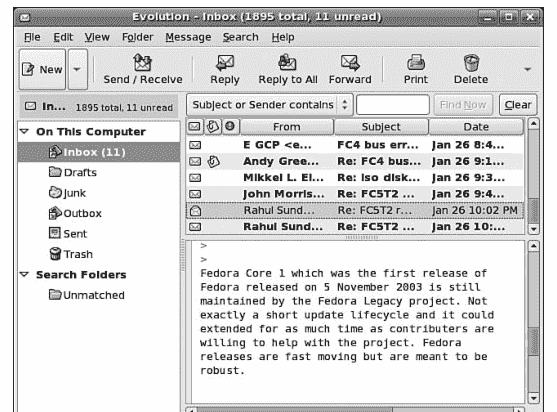 Evolution - Inbox (1895 total, 11 unread)
File Edit View Folder Message Search Help
New Send / Receive Reply Reply to All Forward Print Delete
In... 1895 total, 11 unread Subject or Sender contains Find Now Clear
On This Computer
Inbox (11)
Drafts
Junk
Outbox
Sent
Trash
Search Folders
Unmatched
From Subject Date
E GCP <e... FC4 bus err... Jan 26 8:4...
Andy Gree... Re: FC4 bus... Jan 26 9:1...
Mikkel L. El... Re: iso disk... Jan 26 9:3...
John Morris... Re: FC5T2 ... Jan 26 9:4...
Rahul Sund... Re: FC5T2 r... Jan 26 10:02 PM
Rahul Sund... Re: FC5T2 ... Jan 26 10:...
>
>
Fedora Core 1 which was the first release of
Fedora released on 5 November 2003 is still
maintained by the Fedora Legacy project. Not
exactly a short update lifecycle and it could
extended for as much time as contributers are
willing to help with the project. Fedora
releases are fast moving but are meant to be
robust.